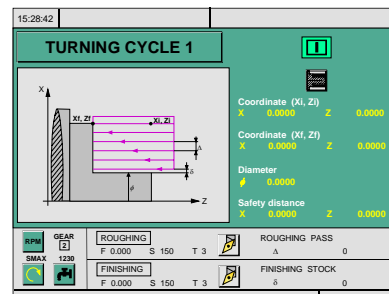 15:28:42
TURNING CYCLE 1
X
Xf, Zf
Xi, Zi
Δ
δ
ϕ
Z
Coordinate (Xi, Zi)
X 0.0000 Z 0.0000
Coordinate (Xf, Zf)
X 0.0000 Z 0.0000
Diameter
ϕ 0.0000
Safety distance
X 0.0000 Z 0.0000
RPM GEAR 2
SMAX 1230
ROUGHING
F 0.000 S 150 T 3
ROUGHING PASS
Δ 0
FINISHING
F 0.000 S 150 T 3
FINISHING STOCK
δ 0